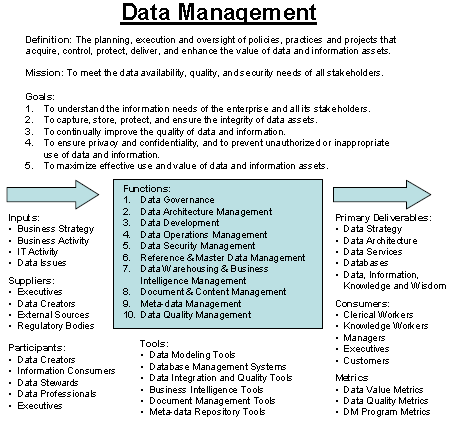 Data Management
Definition: The planning, execution and oversight of policies, practices and projects that
acquire, control, protect, deliver, and enhance the value of data and information assets.
Mission: To meet the data availability, quality, and security needs of all stakeholders.
Goals:
1. To understand the information needs of the enterprise and all its stakeholders.
2. To capture, store, protect, and ensure the integrity of data assets.
3. To continually improve the quality of data and information.
4. To ensure privacy and confidentiality, and to prevent unauthorized or inappropriate
use of data and information.
5. To maximize effective use and value of data and information assets.
Inputs:
• Business Strategy
• Business Activity
• IT Activity
• Data Issues
Suppliers:
• Executives
• Data Creators
• External Sources
• Regulatory Bodies
Participants:
• Data Creators
• Information Consumers
• Data Stewards
• Data Professionals
• Executives
Functions:
1. Data Governance
2. Data Architecture Management
3. Data Development
4. Data Operations Management
5. Data Security Management
6. Reference & Master Data Management
7. Data Warehousing & Business
Intelligence Management
8. Document & Content Management
9. Meta-data Management
10. Data Quality Management
Tools:
• Data Modeling Tools
• Database Management Systems
• Data Integration and Quality Tools
• Business Intelligence Tools
• Document Management Tools
• Meta-data Repository Tools
Primary Deliverables:
• Data Strategy
• Data Architecture
• Data Services
• Databases
• Data, Information,
Knowledge and Wisdom
Consumers:
• Clerical Workers
• Knowledge Workers
• Managers
• Executives
• Customers
Metrics
• Data Value Metrics
• Data Quality Metrics
• DM Program Metrics